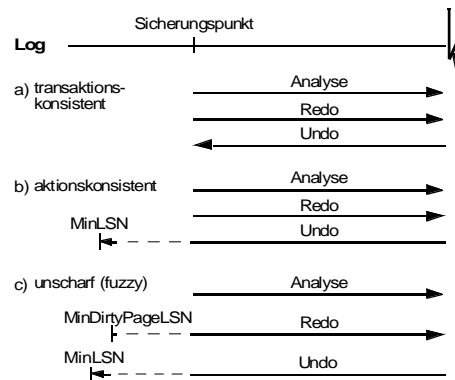 Sicherungspunkt
Log
a) transaktions-
konsistent
Analyse
Redo
Undo
b) aktionskonsistent
Analyse
Redo
MinLSN
Undo
c) unscharf (fuzzy)
Analyse
MinDirtyPageLSN
Redo
MinLSN
Undo